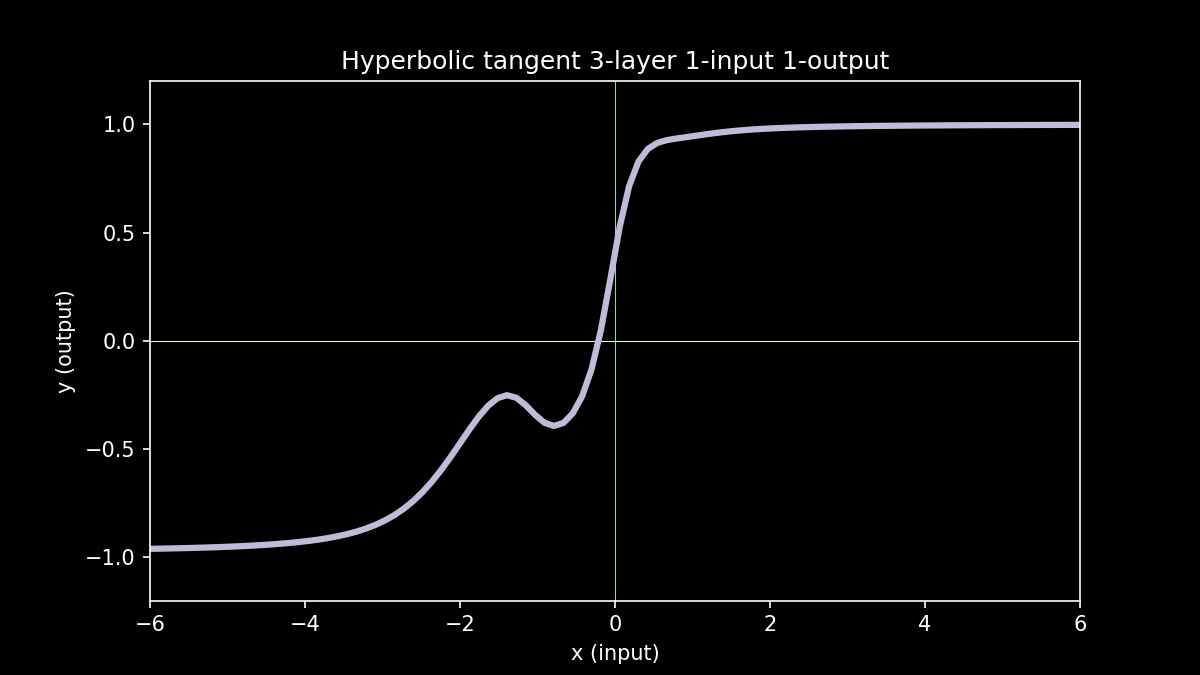 Hyperbolic tangent 3-layer 1-input 1-output
1.0
0.5
0.0
−0.5
−1.0
y (output)
−6 −4 −2 0 2 4 6
x (input)